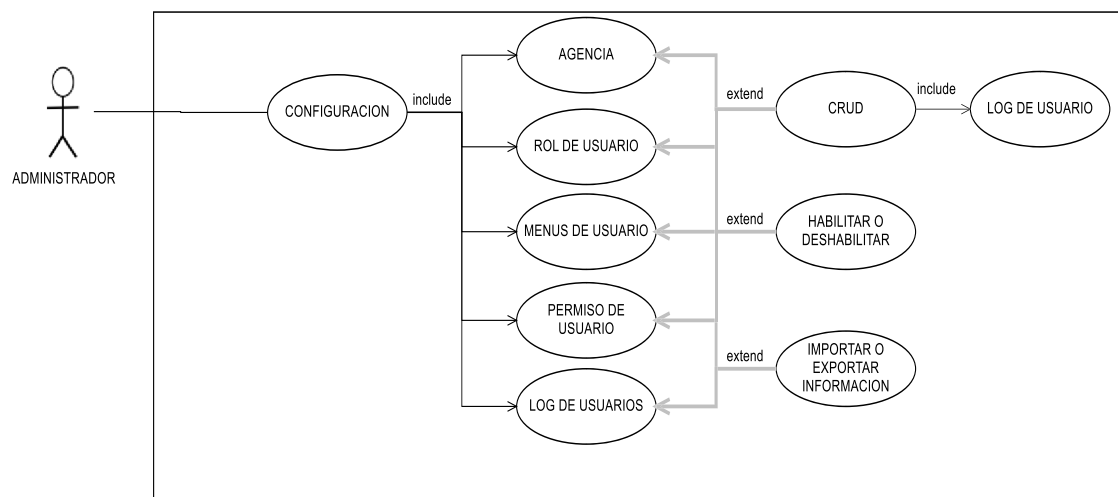 AGENCIA
extend
include
CONFIGURACION
include
CRUD
LOG DE USUARIO
ROL DE USUARIO
ADMINISTRADOR
MENUS DE USUARIO
extend
HABILITAR O
DESHABILITAR
PERMISO DE
USUARIO
extend
IMPORTAR O
EXPORTAR
INFORMACION
LOG DE USUARIOS